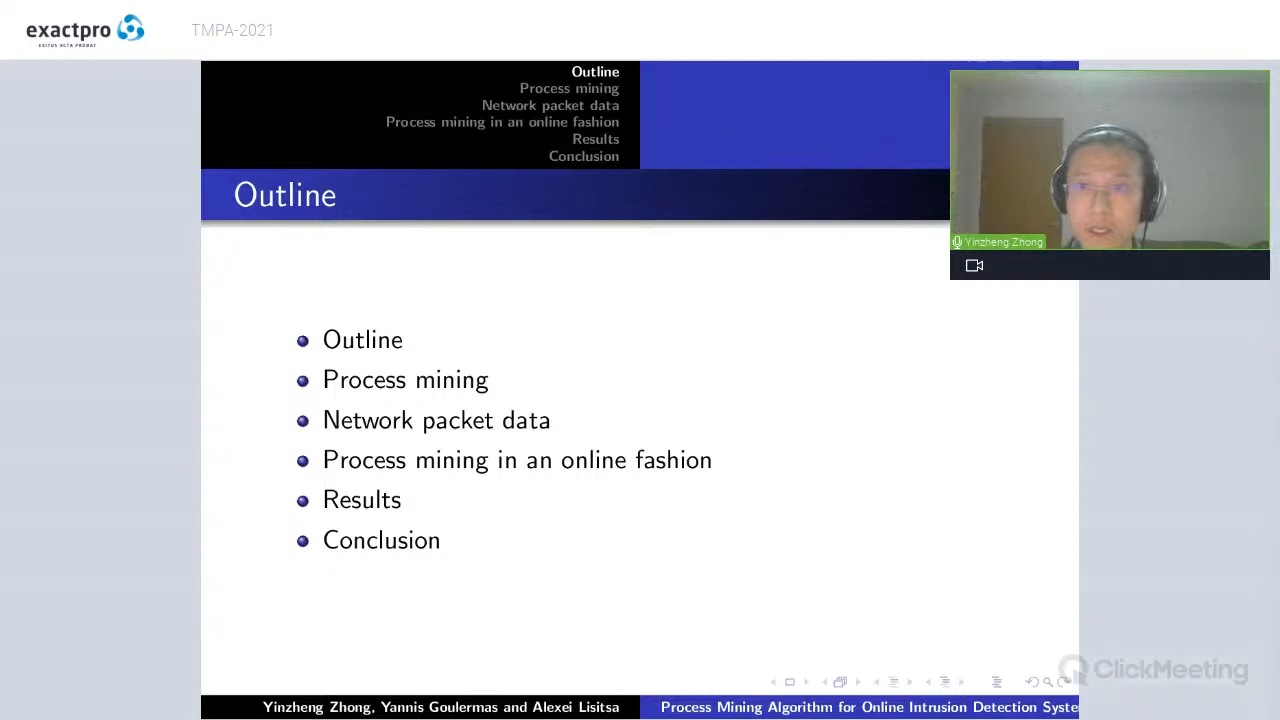 exactpro
EXITUS ACTA PROBAT
TMPA-2021
Outline
Process mining
Network packet data
Process mining in an online fashion
Results
Conclusion
Outline
Yinzheng Zhong
Outline
Process mining
Network packet data
Process mining in an online fashion
Results
Conclusion
ClickMeeting
Yinzheng Zhong, Yannis Goulermas and Alexei Lisitsa
Process Mining Algorithm for Online Intrusion Detection Syste